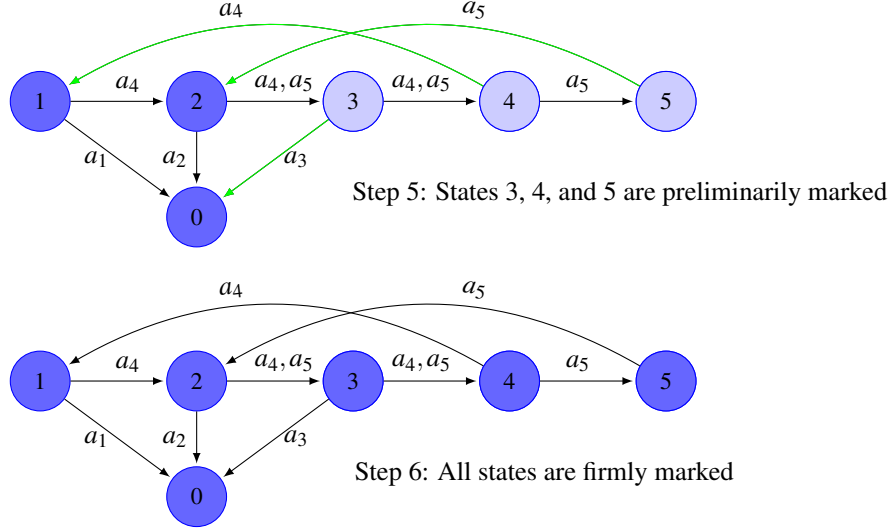 a₄ a₅
1 a₄ 2 a₄, a₅ 3 a₄, a₅ 4 a₅ 5
a₁ a₂ a₃
0
Step 5: States 3, 4, and 5 are preliminarily marked
a₄ a₅
1 a₄ 2 a₄, a₅ 3 a₄, a₅ 4 a₅ 5
a₁ a₂ a₃
0
Step 6: All states are firmly marked